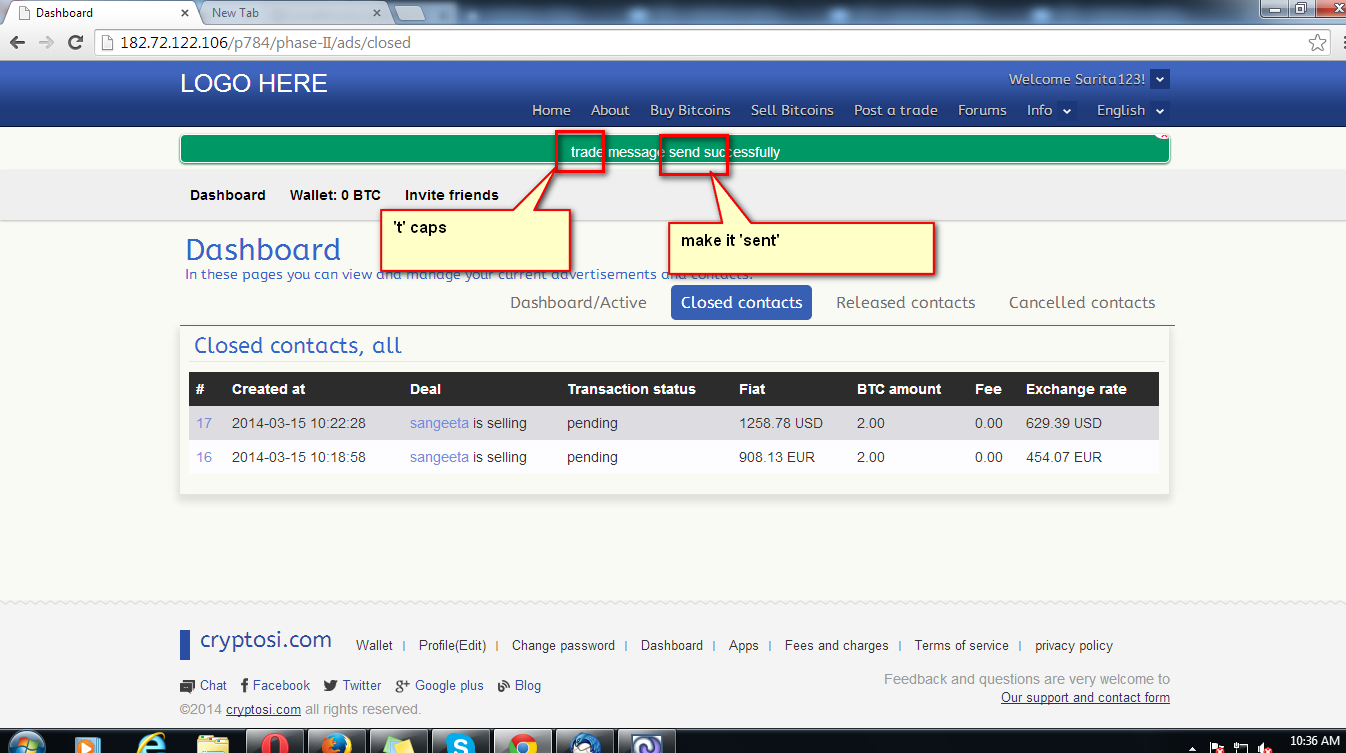 Dashboard
New Tab
182.72.122.106/p784/phase-II/ads/closed
LOGO HERE
Welcome Sarita123!
Home About Buy Bitcoins Sell Bitcoins Post a trade Forums Info English
trade message send successfully
Dashboard Wallet: 0 BTC Invite friends
't' caps
make it 'sent'
Dashboard
In these pages you can view and manage your current advertisements and contacts.
Dashboard/Active Closed contacts Released contacts Cancelled contacts
Closed contacts, all
# Created at Deal Transaction status Fiat BTC amount Fee Exchange rate
17 2014-03-15 10:22:28 sangeeta is selling pending 1258.78 USD 2.00 0.00 629.39 USD
16 2014-03-15 10:18:58 sangeeta is selling pending 908.13 EUR 2.00 0.00 454.07 EUR
cryptosi.com Wallet | Profile(Edit) | Change password | Dashboard | Apps | Fees and charges | Terms of service | privacy policy
Chat Facebook Twitter Google plus Blog
Feedback and questions are very welcome to
Our support and contact form
©2014 cryptosi.com all rights reserved.
10:36 AM